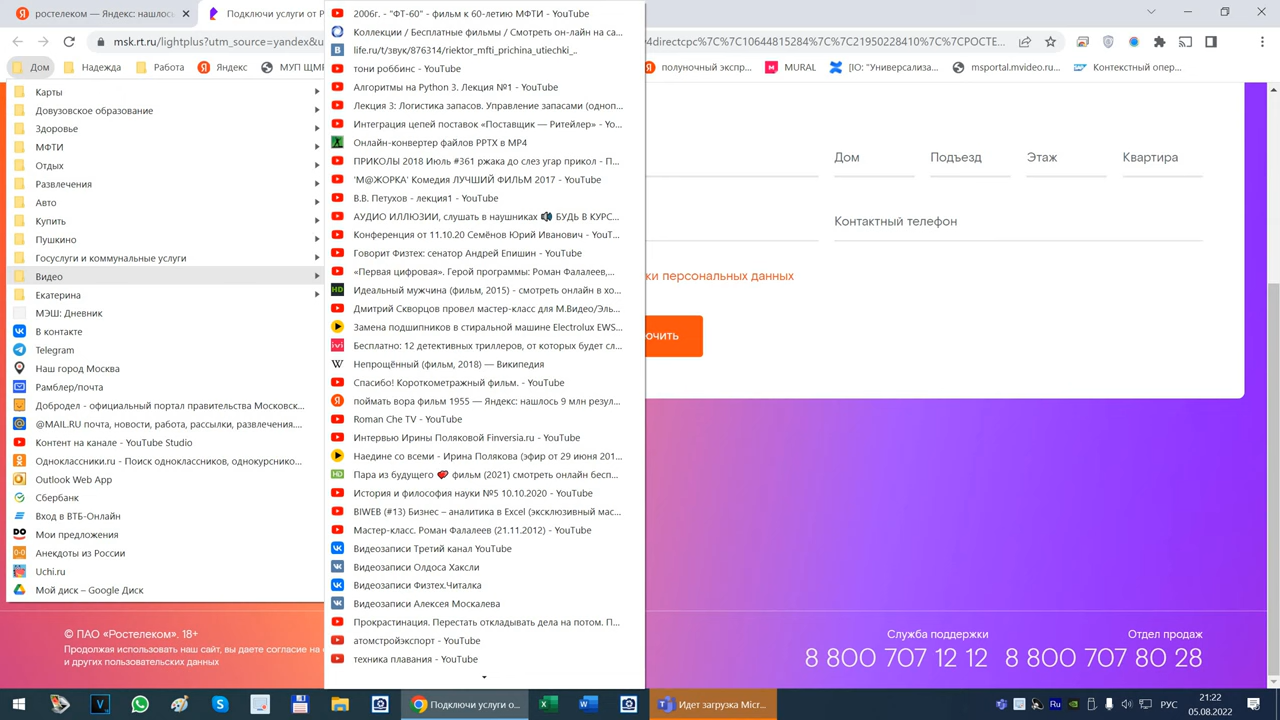 ростелеком — Яндекс: нашлось
Подключи услуги от Р
msk.rt.ru/lightplus?utm_source=yandex&u
4directcpc%7C%7C10644915284%7C%7C21950228410%7C%7CРОСТЕ...
Дом
Надежда
Работа
Яндекс
МУП ЩМР
полуночный экспр...
MURAL
[IO: "Универсализа...
msportal.mvideo.ru...
Контекстный опер...
Карты
Довузовское образование
Здоровье
МФТИ
Отдых
Развлечения
Авто
Купить
Пушкино
Госуслуги и коммунальные услуги
Видео
Екатерина
МЭШ: Дневник
В контакте
Telegram
Наш город Москва
Рамблер/почта
Добродел - официальный портал правительства Московск...
@MAIL.RU почта, новости, работа, рассылки, развлечения....
Контент на канале - YouTube Studio
Одноклассники.ru - Поиск одноклассников, однокурснико...
Outlook Web App
Сбербанк
Вход в ВТБ-Онлайн
Мои предложения
Анекдоты из России
Uchi.ru
Мой диск – Google Диск
2006г. - "ФТ-60" - фильм к 60-летию МФТИ - YouTube
Коллекции / Бесплатные фильмы / Смотреть он-лайн на са...
life.ru/t/звук/876314/riektor_mfti_prichina_utiechki_..
тони роббинс - YouTube
Алгоритмы на Python 3. Лекция №1 - YouTube
Лекция 3: Логистика запасов. Управление запасами (одноп...
Интеграция цепей поставок «Поставщик — Ритейлер» - Yo...
Онлайн-конвертер файлов PPTX в MP4
ПРИКОЛЫ 2018 Июль #361 ржака до слез угар прикол - П...
'М@ЖОРКА' Комедия ЛУЧШИЙ ФИЛЬМ 2017 - YouTube
В.В. Петухов - лекция1 - YouTube
АУДИО ИЛЛЮЗИИ, слушать в наушниках 🔊 БУДЬ В КУРС...
Конференция от 11.10.20 Семёнов Юрий Иванович - YouT...
Говорит Физтех: сенатор Андрей Епишин - YouTube
«Первая цифровая». Герой программы: Роман Фалалеев,...
Идеальный мужчина (фильм, 2015) - смотреть онлайн в хо...
Дмитрий Скворцов провел мастер-класс для М.Видео/Эль...
Замена подшипников в стиральной машине Electrolux EWS...
Бесплатно: 12 детективных триллеров, от которых будет сл...
Непрощённый (фильм, 2018) — Википедия
Спасибо! Короткометражный фильм. - YouTube
поймать вора фильм 1955 — Яндекс: нашлось 9 млн резул...
Roman Che TV - YouTube
Интервью Ирины Поляковой Finversia.ru - YouTube
Наедине со всеми - Ирина Полякова (эфир от 29 июня 201...
Пара из будущего 💕 фильм (2021) смотреть онлайн бесп...
История и философия науки №5 10.10.2020 - YouTube
BIWEB (#13) Бизнес – аналитика в Excel (эксклюзивный мас...
Мастер-класс. Роман Фалалеев (21.11.2012) - YouTube
Видеозаписи Третий канал YouTube
Видеозаписи Олдоса Хаксли
Видеозаписи Физтех.Читалка
Видеозаписи Алексея Москалева
Прокрастинация. Перестать откладывать дела на потом. П...
атомстройэкспорт - YouTube
техника плавания - YouTube
Дом
Подъезд
Этаж
Квартира
Контактный телефон
ки персональных данных
ючить
© ПАО «Ростелеком». 18+
Продолжая использовать наш сайт, вы даете согласие на
и других пользовательских данных
Служба поддержки
8 800 707 12 12
Отдел продаж
8 800 707 80 28
Подключи услуги о...
Идет загрузка Micr...
РУС
21:22
05.08.2022